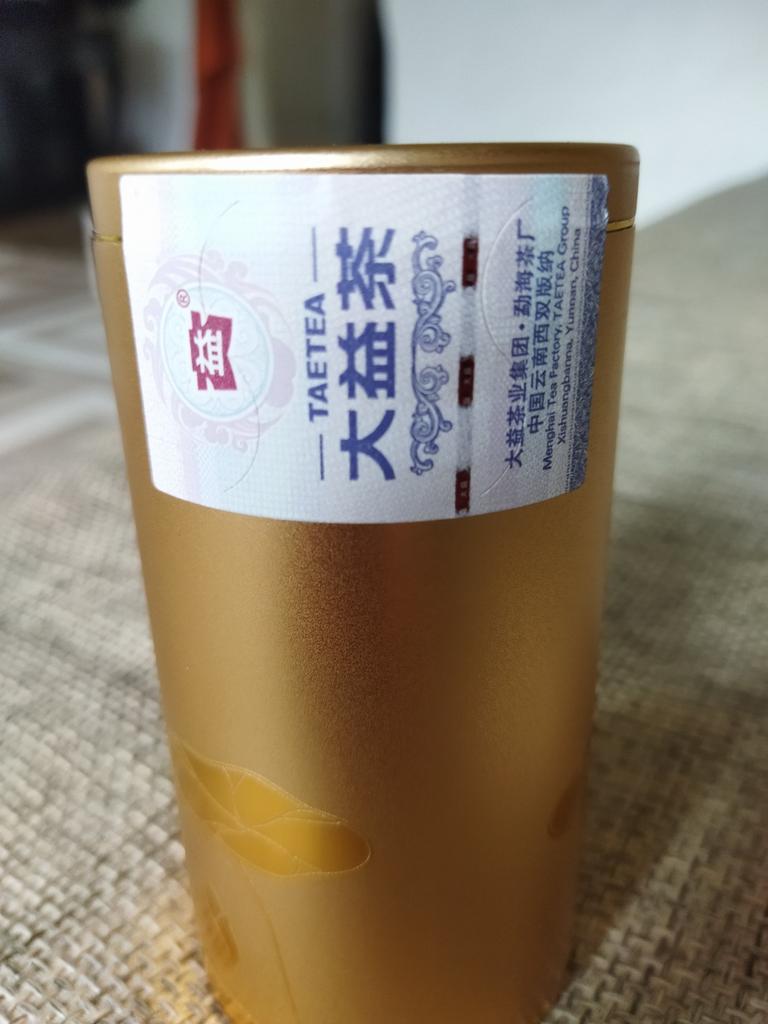 益
®
TAETEA
大益茶
大益茶业集团·勐海茶厂
中国云南西双版纳
Menghai Tea Factory, TAETEA Group
Xishuangbanna, Yunnan, China